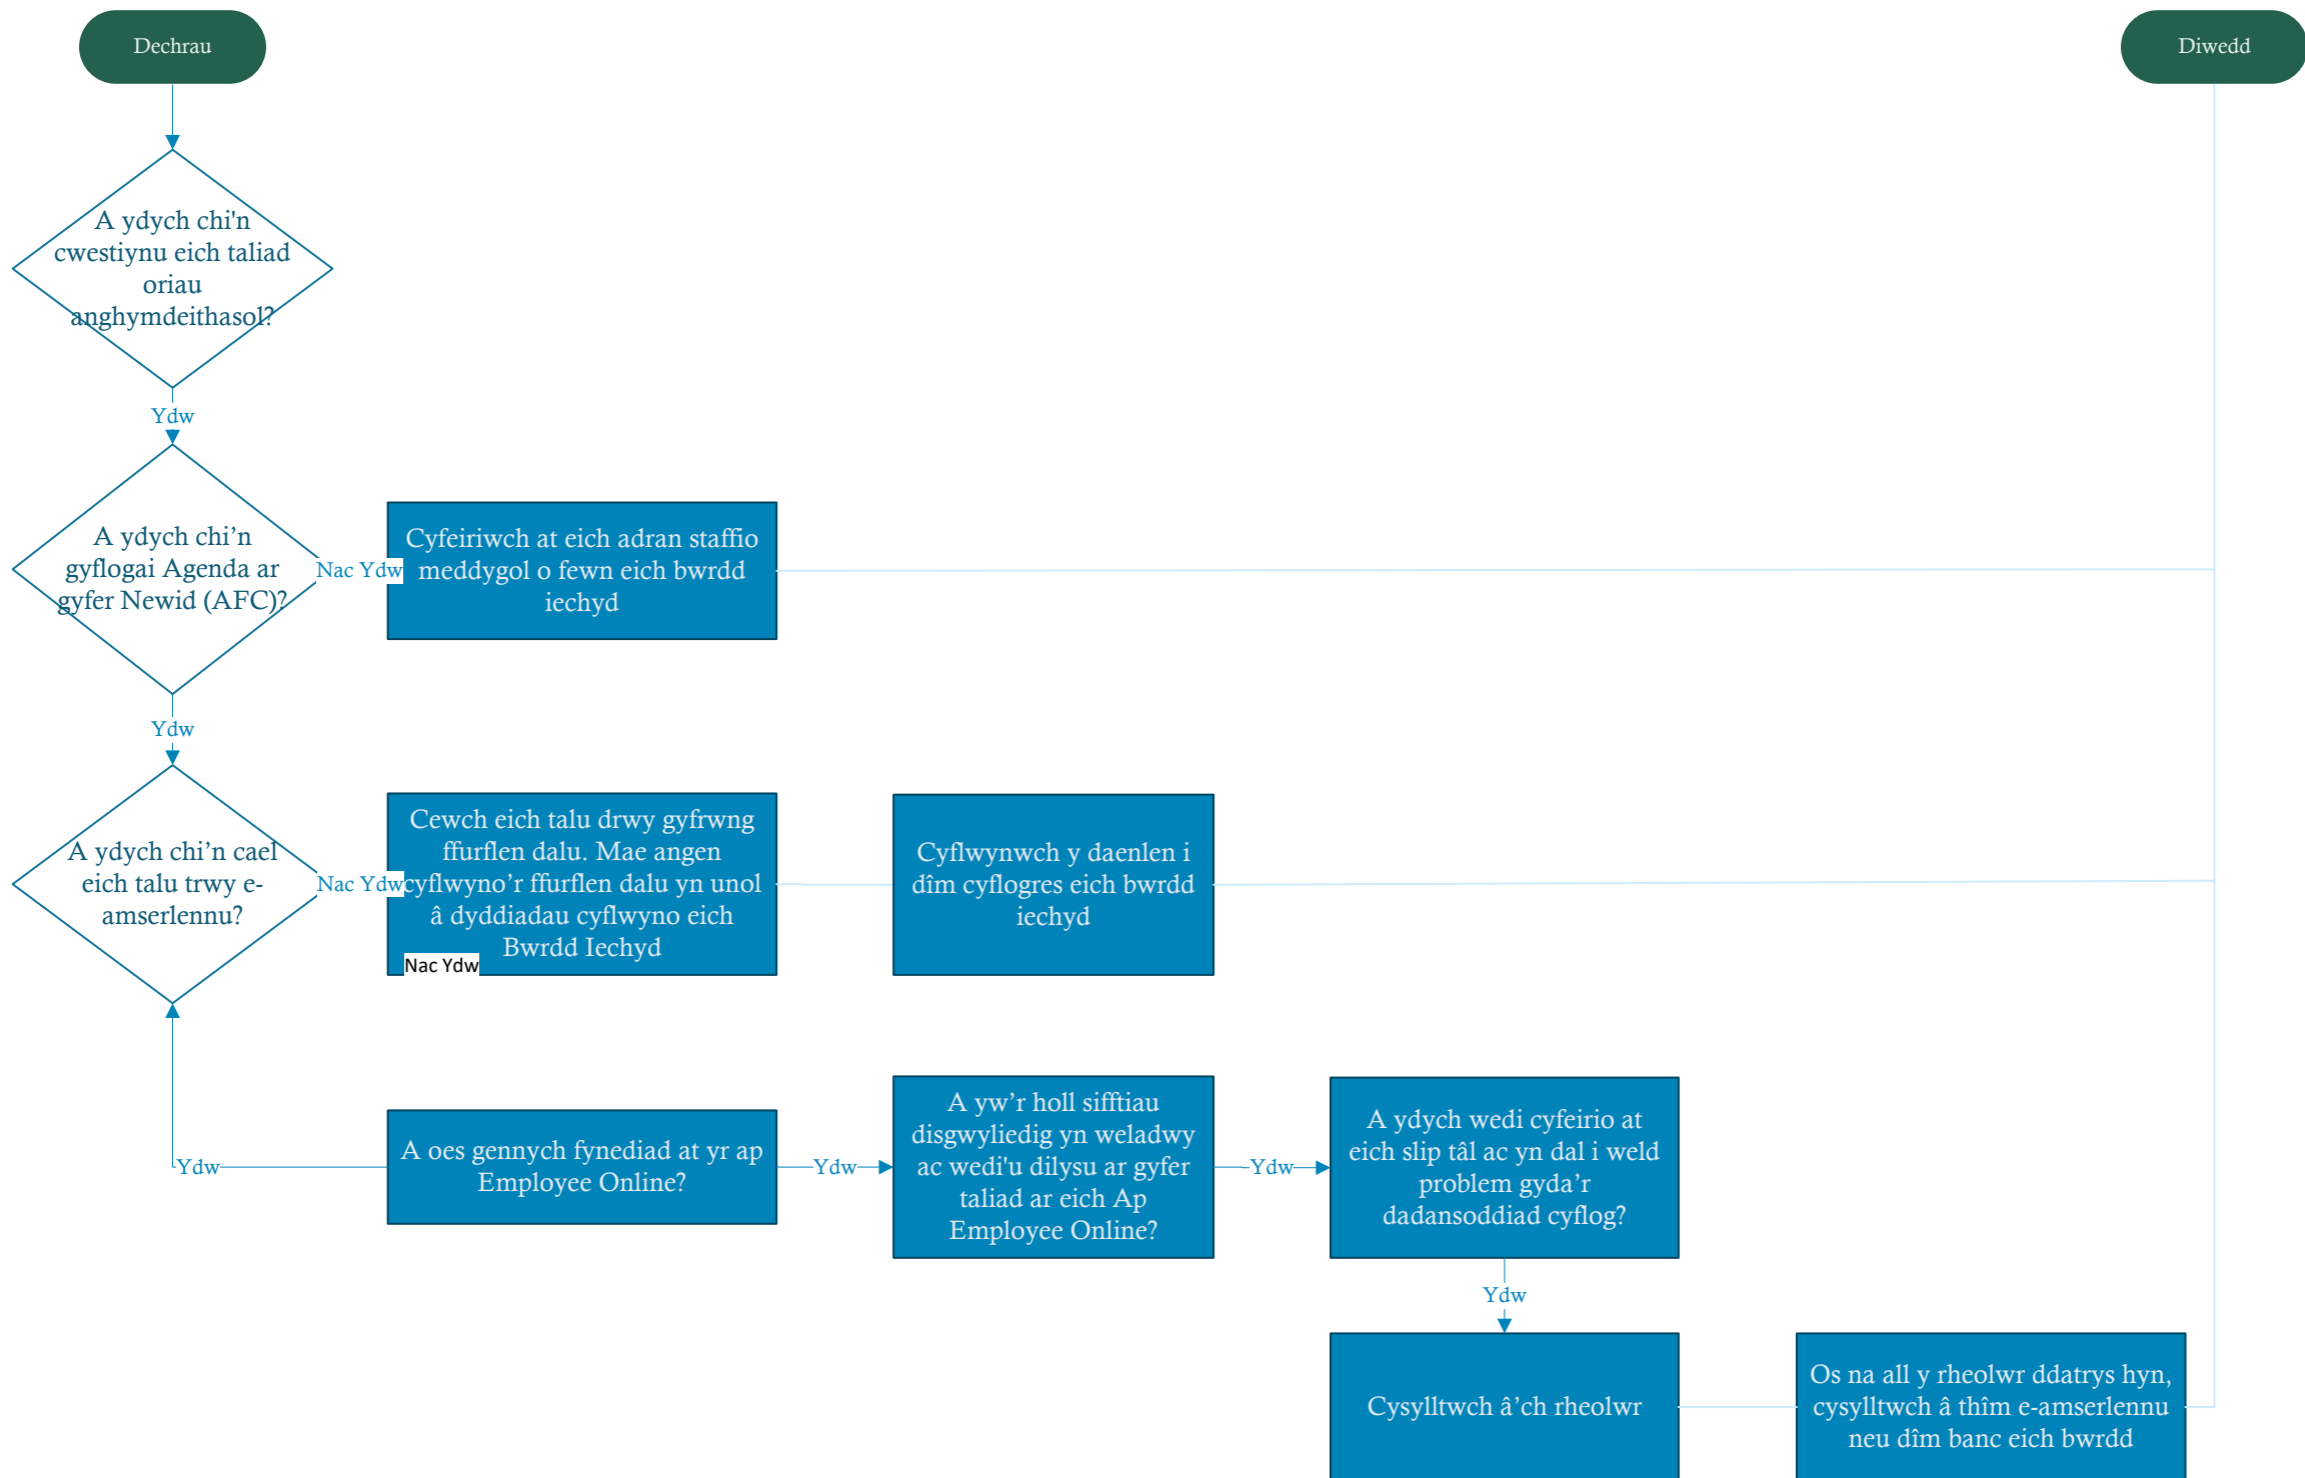 Dechrau
Diwedd
A ydych chi'n
cwestiynu eich taliad
oriau
anghymdeithasol?
Ydw
A ydych chi’n
gyflogai Agenda ar
gyfer Newid (AFC)?
Nac Ydw
Cyfeiriwch at eich adran staffio
meddygol o fewn eich bwrdd
iechyd
Ydw
A ydych chi’n cael
eich talu trwy e-
amserlennu?
Nac Ydw
Cewch eich talu drwy gyfrwng
ffurflen dalu. Mae angen
cyflwyno’r ffurflen dalu yn unol
â dyddiadau cyflwyno eich
Bwrdd Iechyd
Nac Ydw
Cyflwynwch y daenlen i
dîm cyflogres eich bwrdd
iechyd
Ydw
A oes gennych fynediad at yr ap
Employee Online?
Ydw
A yw’r holl sifftiau
disgwyliedig yn weladwy
ac wedi'u dilysu ar gyfer
taliad ar eich Ap
Employee Online?
Ydw
A ydych wedi cyfeirio at
eich slip tâl ac yn dal i weld
problem gyda’r
dadansoddiad cyflog?
Ydw
Cysylltwch â’ch rheolwr
Os na all y rheolwr ddatrys hyn,
cysylltwch â thîm e-amserlennu
neu dîm banc eich bwrdd